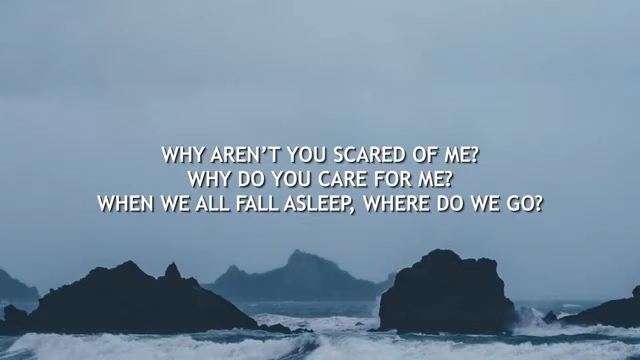 WHY AREN’T YOU SCARED OF ME?
WHY DO YOU CARE FOR ME?
WHEN WE ALL FALL ASLEEP, WHERE DO WE GO?